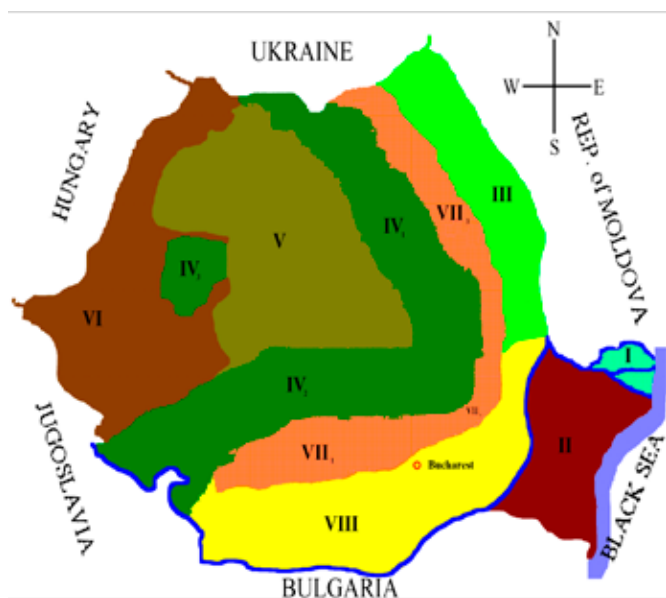 UKRAINE
N
W
E
S
HUNGARY
REP. of MOLDOVA
III
VII
IV
V
IV
VI
I
IV
VII
JUGOSLAVIA
VII
II
Bucharest
BLACK SEA
VIII
BULGARIA